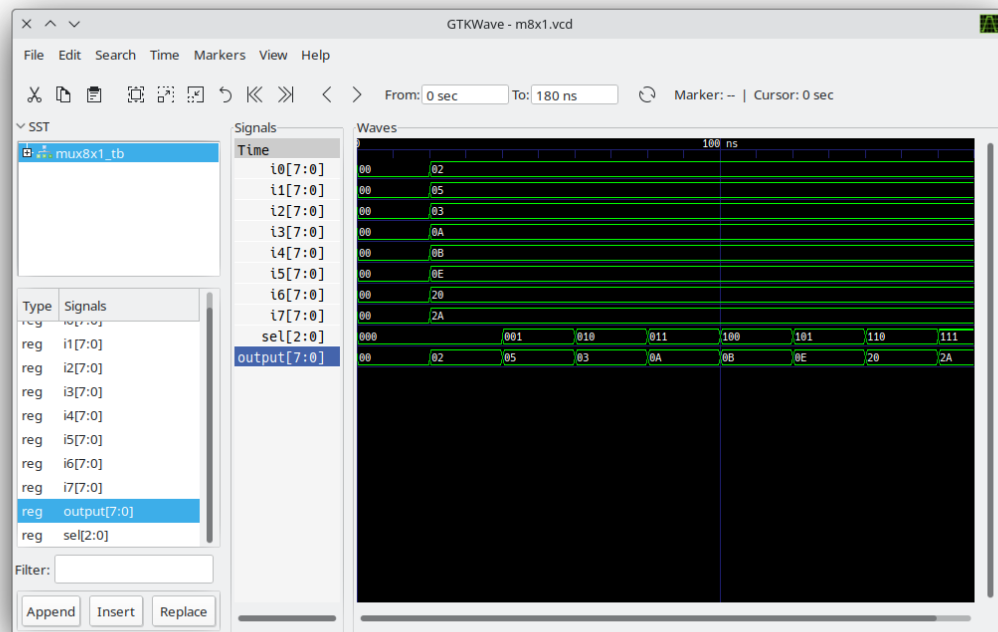 GTKWave - m8x1.vcd
File Edit Search Time Markers View Help
From: 0 sec To: 180 ns Marker: -- | Cursor: 0 sec
SST
mux8x1_tb
Type Signals
reg i0[7:0]
reg i1[7:0]
reg i2[7:0]
reg i3[7:0]
reg i4[7:0]
reg i5[7:0]
reg i6[7:0]
reg i7[7:0]
reg output[7:0]
reg sel[2:0]
Filter:
Append Insert Replace
Signals
Time
i0[7:0]
i1[7:0]
i2[7:0]
i3[7:0]
i4[7:0]
i5[7:0]
i6[7:0]
i7[7:0]
sel[2:0]
output[7:0]
Waves
0 100 ns
00 02
00 05
00 03
00 0A
00 0B
00 0E
00 20
00 2A
000 001 010 011 100 101 110 111
00 02 05 03 0A 0B 0E 20 2A